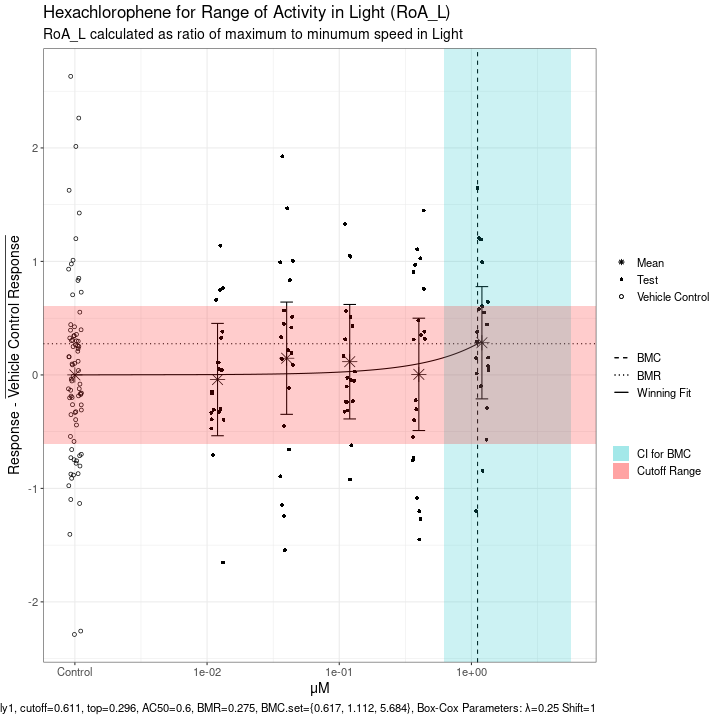 Hexachlorophene for Range of Activity in Light (RoA_L)
RoA_L calculated as ratio of maximum to minumum speed in Light
Response - Vehicle Control Response
2
1
0
-1
-2
Control
1e-02
1e-01
1e+00
µM
Mean
Test
Vehicle Control
BMC
BMR
Winning Fit
CI for BMC
Cutoff Range
ly1, cutoff=0.611, top=0.296, AC50=0.6, BMR=0.275, BMC.set={0.617, 1.112, 5.684}, Box-Cox Parameters: λ=0.25 Shift=1